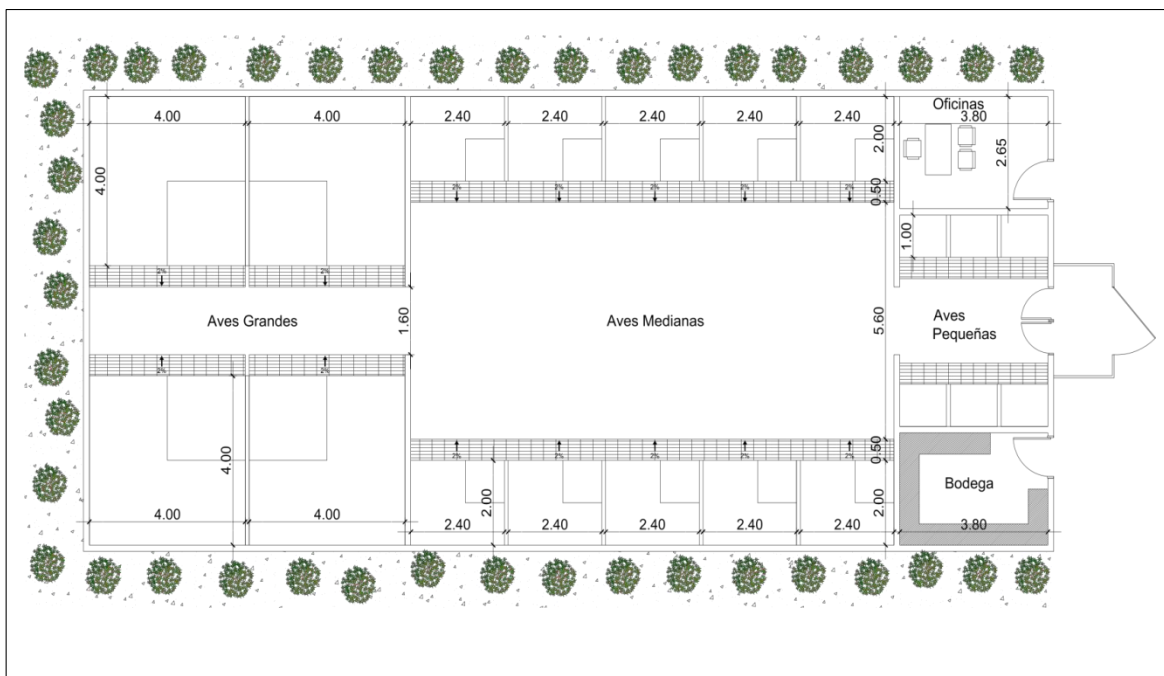 Oficinas
4.00 4.00 2.40 2.40 2.40 2.40 2.40 3.80
2.00
2.65
4.00
2% 2% 2% 2% 2%
0.50
1.00
2% 2%
Aves Grandes
1.60
Aves Medianas
5.60
Aves
Pequeñas
2% 2%
2% 2% 2% 2% 2%
0.50
4.00
2.00
2.00
Bodega
4.00 4.00 2.40 2.40 2.40 2.40 2.40 3.80